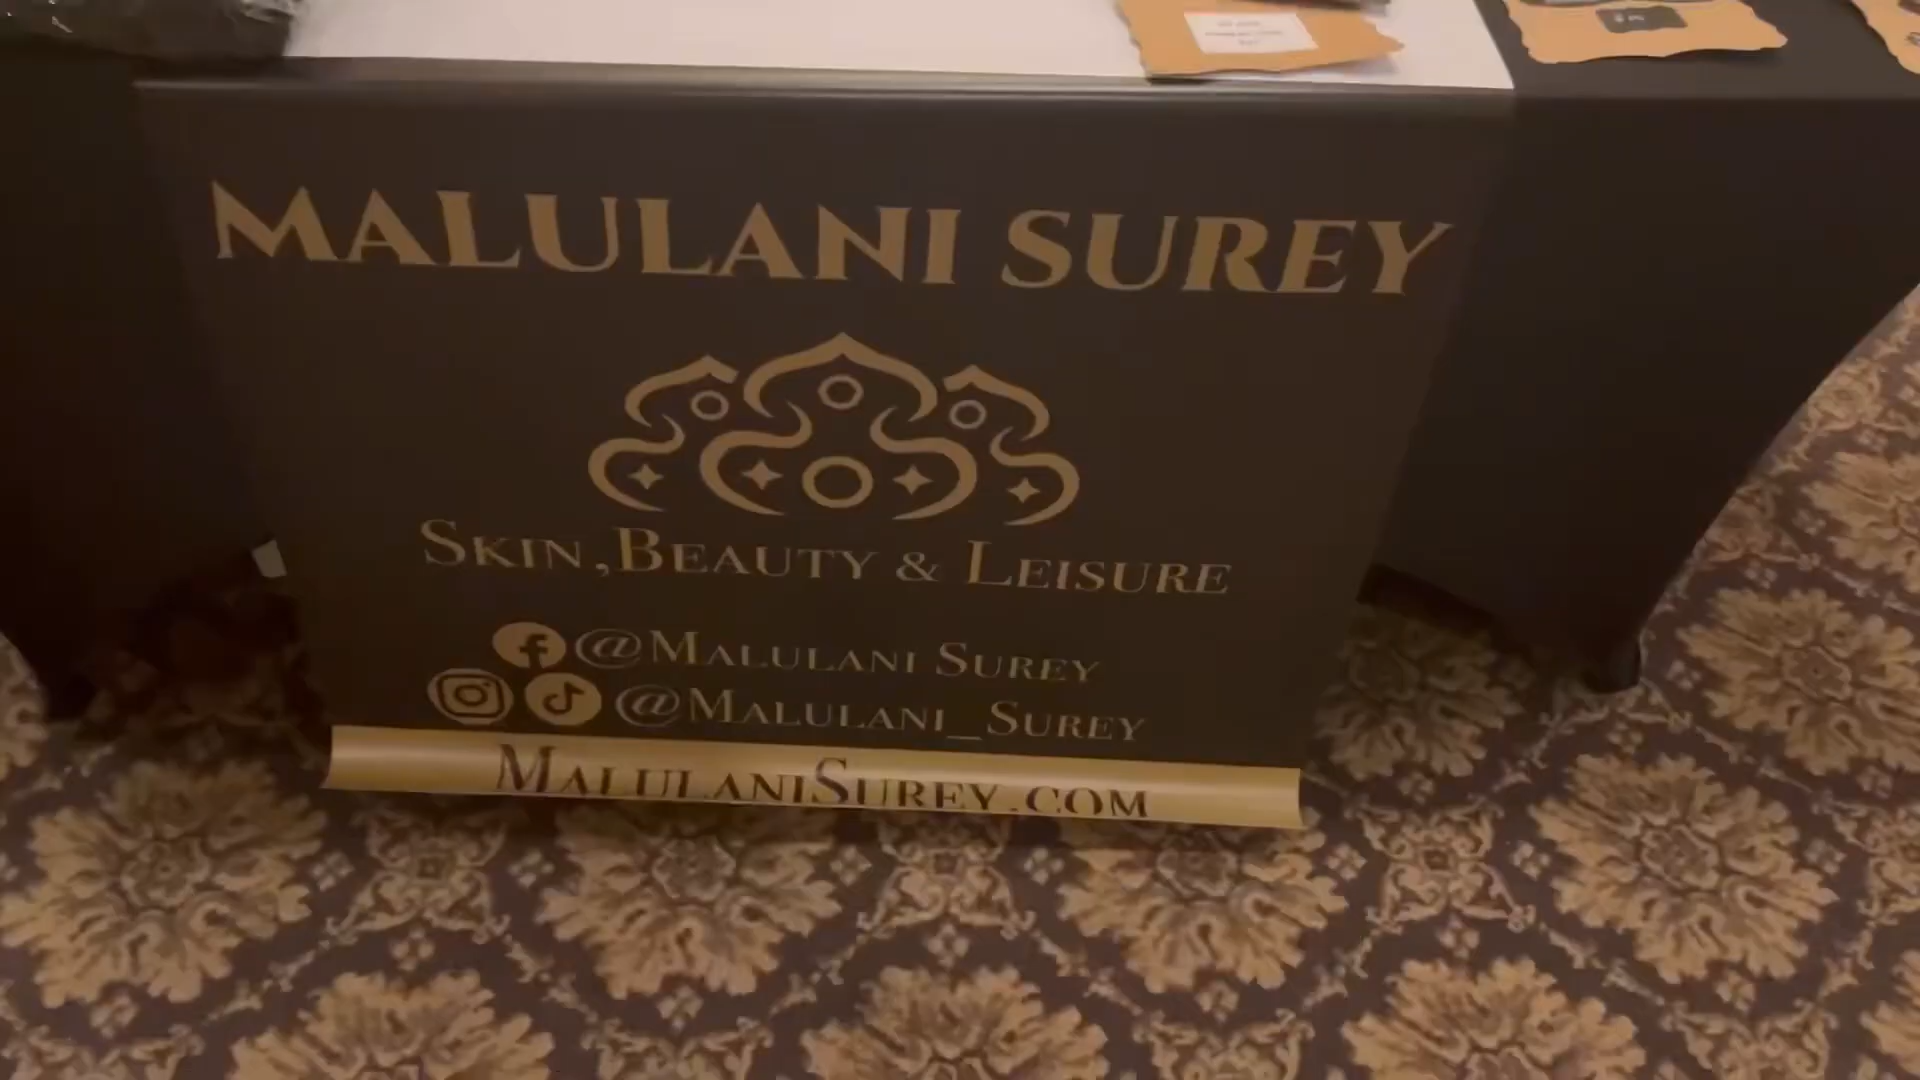 MALULANI SUREY
SKIN, BEAUTY & LEISURE
@MALULANI SUREY
@MALULANI_SUREY
MALULANISUREY.COM